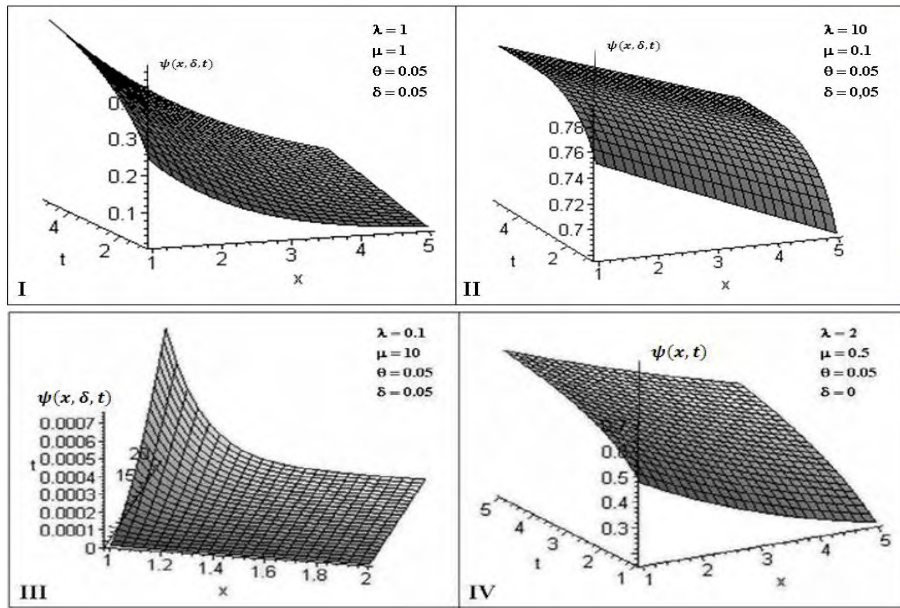 ψ(x, δ, t)
λ = 1
μ = 1
θ = 0.05
δ = 0.05
0.3
0.2
0.1
4
2
t
1
2
3
4
5
x
I
ψ(x, δ, t)
λ = 10
μ = 0.1
θ = 0.05
δ = 0,05
0.78
0.76
0.74
0.72
0.7
4
2
t
1
2
3
4
5
x
II
ψ(x, δ, t)
λ = 0.1
μ = 10
θ = 0.05
δ = 0.05
0.0007
0.0006
0.0005
0.0004
0.0003
0.0002
0.0001
0
t
20
15
1
1.2
1.4
1.6
1.8
2
x
III
ψ(x, t)
λ = 2
μ = 0.5
θ = 0.05
δ = 0
0.6
0.5
0.4
0.3
5
4
3
2
1
t
1
2
3
4
5
x
IV